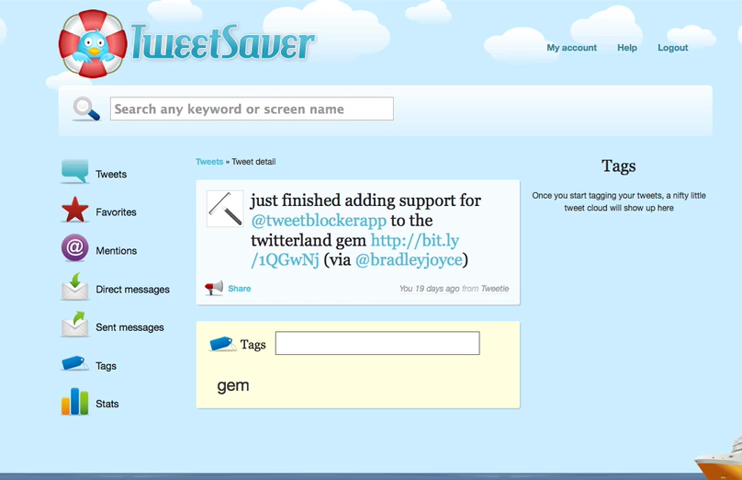 TweetSaver
My account Help Logout
Search any keyword or screen name
Tweets
Favorites
@
Mentions
Direct messages
Sent messages
Tags
Stats
Tweets » Tweet detail
just finished adding support for
@tweetblockerapp to the
twitterland gem http://bit.ly
/1QGwNj (via @bradleyjoyce)
Share
You 19 days ago from Tweetie
Tags
gem
Tags
Once you start tagging your tweets, a nifty little
tweet cloud will show up here